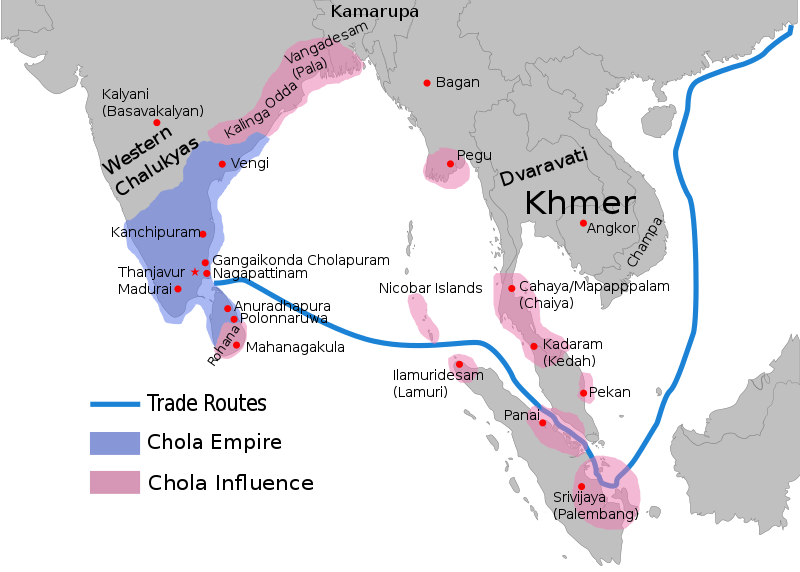 Kamarupa
Vangadesam
(Pala)
Kalinga Odda
Bagan
Kalyani
(Basavakalyan)
Western
Chalukyas
Vengi
Pegu
Dvaravati
Khmer
Angkor
Champa
Kanchipuram
Gangaikonda Cholapuram
Thanjavur
Nagapattinam
Madurai
Nicobar Islands
Cahaya/Mapapppalam
(Chaiya)
Anuradhapura
Polonnaruwa
Rohana
Mahanagakula
Kadaram
(Kedah)
Ilamuridesam
(Lamuri)
Pekan
Panai
Srivijaya
(Palembang)
Trade Routes
Chola Empire
Chola Influence